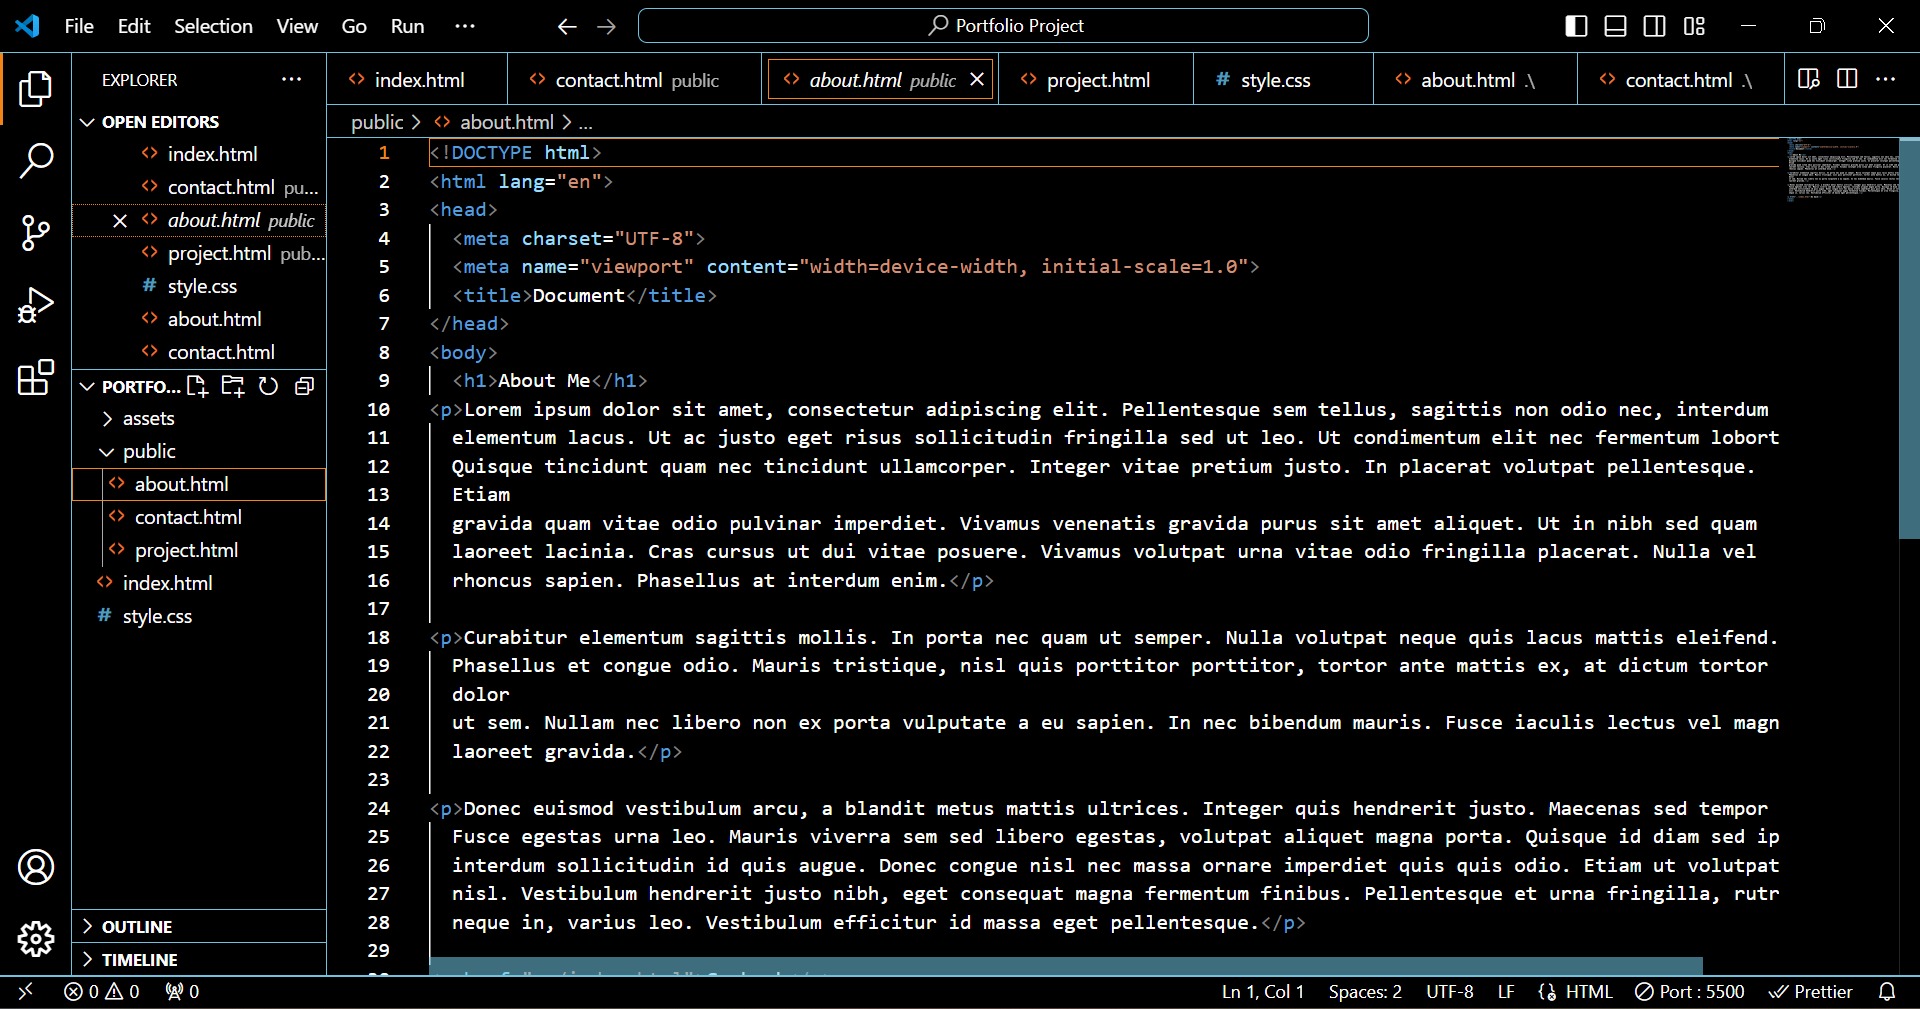 File Edit Selection View Go Run
Portfolio Project
EXPLORER
OPEN EDITORS
index.html
contact.html pu...
about.html public
project.html pub...
style.css
about.html
contact.html
PORTFO...
assets
public
about.html
contact.html
project.html
index.html
style.css
OUTLINE
TIMELINE
index.html
contact.html public
about.html public
project.html
# style.css
about.html .\
contact.html .\
public > about.html > ...
1 <!DOCTYPE html>
2 <html lang="en">
3 <head>
4 <meta charset="UTF-8">
5 <meta name="viewport" content="width=device-width, initial-scale=1.0">
6 <title>Document</title>
7 </head>
8 <body>
9 <h1>About Me</h1>
10 <p>Lorem ipsum dolor sit amet, consectetur adipiscing elit. Pellentesque sem tellus, sagittis non odio nec, interdum
11 elementum lacus. Ut ac justo eget risus sollicitudin fringilla sed ut leo. Ut condimentum elit nec fermentum lobort
12 Quisque tincidunt quam nec tincidunt ullamcorper. Integer vitae pretium justo. In placerat volutpat pellentesque.
13 Etiam
14 gravida quam vitae odio pulvinar imperdiet. Vivamus venenatis gravida purus sit amet aliquet. Ut in nibh sed quam
15 laoreet lacinia. Cras cursus ut dui vitae posuere. Vivamus volutpat urna vitae odio fringilla placerat. Nulla vel
16 rhoncus sapien. Phasellus at interdum enim.</p>
17
18 <p>Curabitur elementum sagittis mollis. In porta nec quam ut semper. Nulla volutpat neque quis lacus mattis eleifend.
19 Phasellus et congue odio. Mauris tristique, nisl quis porttitor porttitor, tortor ante mattis ex, at dictum tortor
20 dolor
21 ut sem. Nullam nec libero non ex porta vulputate a eu sapien. In nec bibendum mauris. Fusce iaculis lectus vel magn
22 laoreet gravida.</p>
23
24 <p>Donec euismod vestibulum arcu, a blandit metus mattis ultrices. Integer quis hendrerit justo. Maecenas sed tempor
25 Fusce egestas urna leo. Mauris viverra sem sed libero egestas, volutpat aliquet magna porta. Quisque id diam sed ip
26 interdum sollicitudin id quis augue. Donec congue nisl nec massa ornare imperdiet quis quis odio. Etiam ut volutpat
27 nisl. Vestibulum hendrerit justo nibh, eget consequat magna fermentum finibus. Pellentesque et urna fringilla, rutr
28 neque in, varius leo. Vestibulum efficitur id massa eget pellentesque.</p>
29
0 0 0 Ln 1, Col 1 Spaces: 2 UTF-8 LF HTML Port : 5500 Prettier